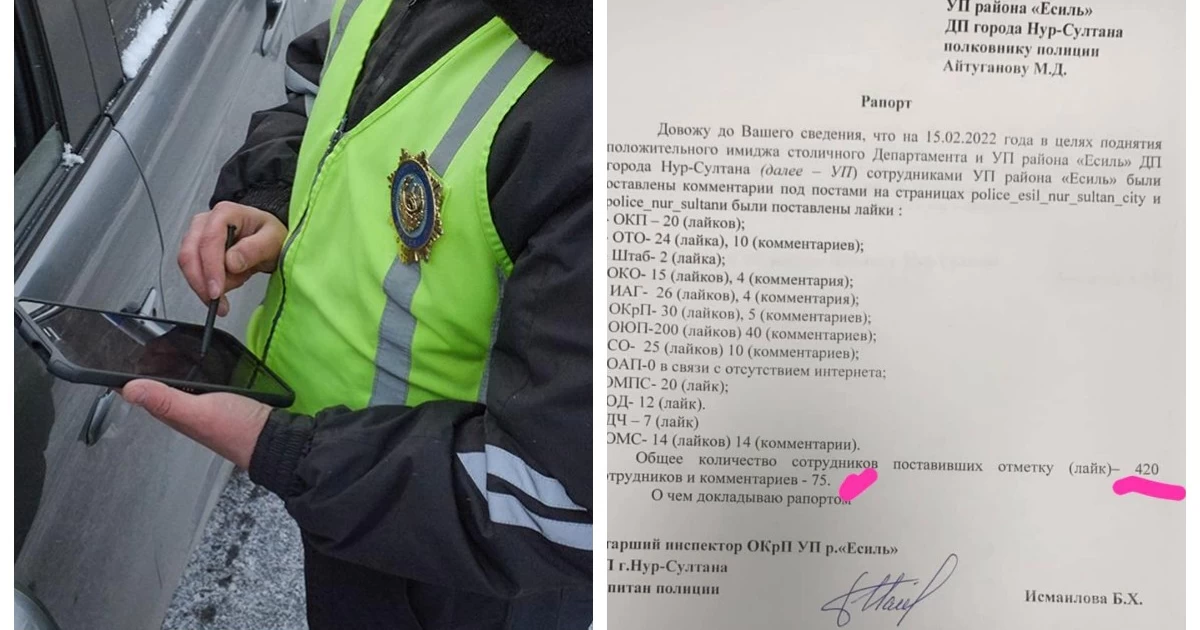 УП района «Есиль»
ДП города Нур-Султана
полковнику полиции
Айтуганову М.Д.
Рапорт
Довожу до Вашего сведения, что на 15.02.2022 года в целях поднятия
положительного имиджа столичного Департамента и УП района «Есиль» ДП
города Нур-Султана (далее – УП) сотрудниками УП района «Есиль» были
оставлены комментарии под постами на страницах police_esil_nur_sultan_city и
police_nur_sultanи были поставлены лайки :
- ОКП – 20 (лайков);
- ОТО- 24 (лайка), 10 (комментариев);
Штаб- 2 (лайка);
ОКО- 15 (лайков), 4 (комментария);
ИАГ- 26 (лайков), 4 (комментария);
ОКрП- 30 (лайков), 5 (комментариев);
ОЮП-200 (лайков) 40 (комментариев);
СО- 25 (лайков) 10 (комментариев);
ОАП-0 в связи с отсутствием интернета;
ОМПС- 20 (лайк);
ОД- 12 (лайк).
ДЧ – 7 (лайк)
ОМС- 14 (лайков) 14 (комментарии).
Общее количество сотрудников поставивших отметку (лайк)– 420
отрудников и комментариев - 75.
О чем докладываю рапортом
тарший инспектор ОКрП УП р.«Есиль»
П г.Нур-Султана
питан полиции
Исмаилова Б.Х.